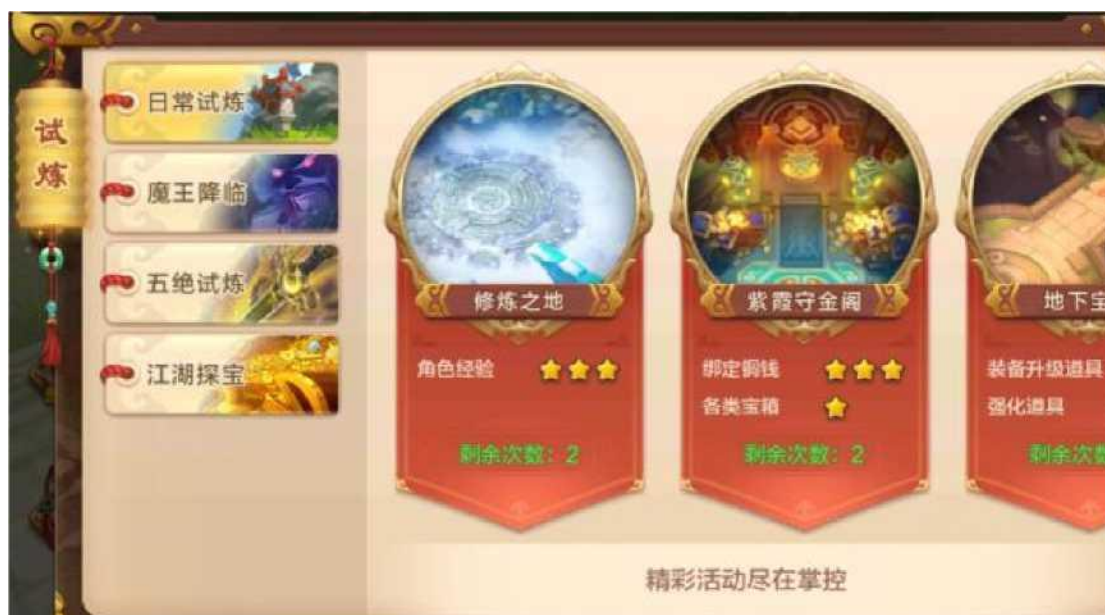 试炼
日常试炼
魔王降临
五绝试炼
江湖探宝
修炼之地
角色经验
剩余次数：2
紫霞守金阁
绑定铜钱
各类宝箱
剩余次数：2
地下宝
装备升级道具
强化道具
剩余次数
精彩活动尽在掌控